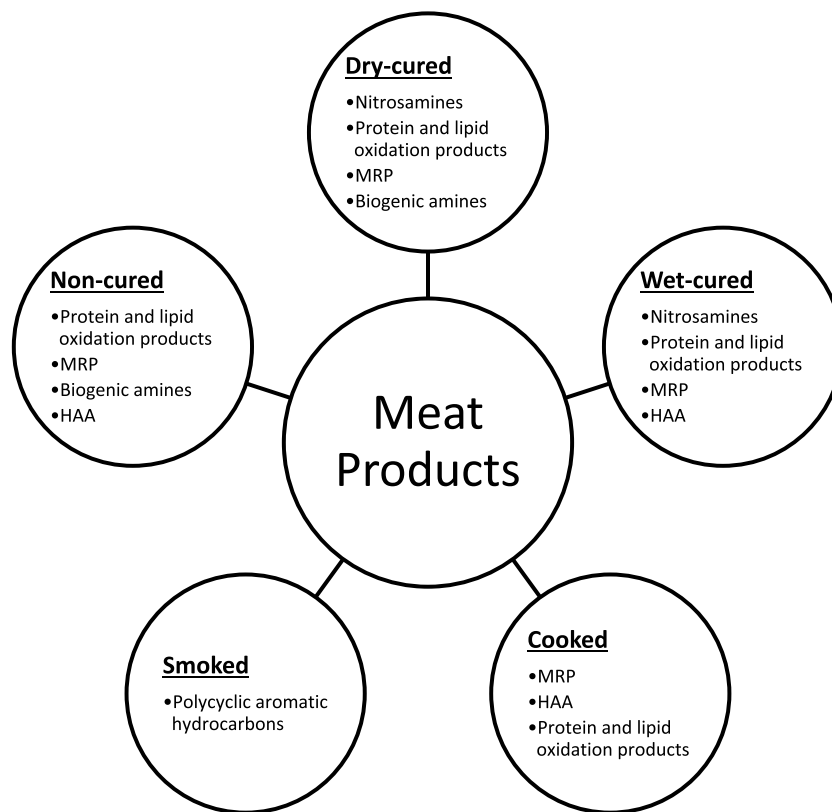 Dry-cured
•Nitrosamines
•Protein and lipid
oxidation products
•MRP
•Biogenic amines
Non-cured
•Protein and lipid
oxidation products
•MRP
•Biogenic amines
•HAA
Wet-cured
•Nitrosamines
•Protein and lipid
oxidation products
•MRP
•HAA
Meat
Products
Smoked
•Polycyclic aromatic
hydrocarbons
Cooked
•MRP
•HAA
•Protein and lipid
oxidation products